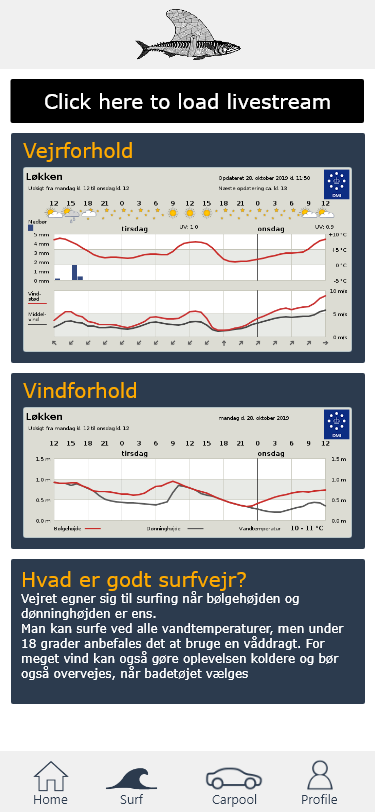 Click here to load livestream
Vejrforhold
Løkken
Opdateret 28. oktober 2019 d. 11:50
Udsigt fra mandag kl. 12 til onsdag kl. 12
Næste opdatering ca. kl. 18
DMI
12 15 18 21 0 3 6 9 12 15 18 21 0 3 6 9 12
Nedbør
tirsdag UV: 1.0 onsdag UV: 0.9
5 mm +10 °C
4 mm
3 mm +5 °C
2 mm
1 mm 0 °C
0 mm -5 °C
Vind-
stød
10 m/s
Middel-
vind
5 m/s
0 m/s
Vindforhold
Løkken
mandag d. 28. oktober 2019
Udsigt fra mandag kl. 12 til onsdag kl. 12
DMI
12 15 18 21 0 3 6 9 12 15 18 21 0 3 6 9 12
tirsdag onsdag
1.5 m 1.5 m
1.0 m 1.0 m
0.5 m 0.5 m
0.0 m 0.0 m
Bølgehøjde Dønninghøjde Vandtemperatur 10 - 11 °C
Hvad er godt surfvejr?
Vejret egner sig til surfing når bølgehøjden og
dønninghøjden er ens.
Man kan surfe ved alle vandtemperaturer, men under
18 grader anbefales det at bruge en våddragt. For
meget vind kan også gøre oplevelsen koldere og bør
også overvejes, når badetøjet vælges
Home Surf Carpool Profile